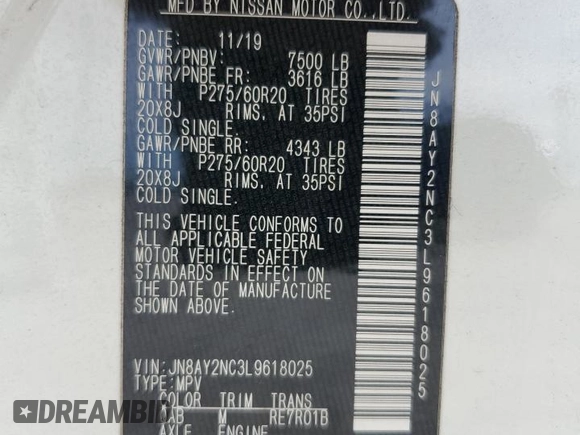 MFD BY NISSAN MOTOR CO.,LTD.
DATE: 11/19
GVWR/PNBV: 7500 LB
GAWR/PNBE FR: 3616 LB
WITH P275/60R20 TIRES
20X8J RIMS. AT 35PSI
COLD SINGLE.
GAWR/PNBE RR: 4343 LB
WITH P275/60R20 TIRES
20X8J RIMS. AT 35PSI
COLD SINGLE.
THIS VEHICLE CONFORMS TO
ALL APPLICABLE FEDERAL
MOTOR VEHICLE SAFETY
STANDARDS IN EFFECT ON
THE DATE OF MANUFACTURE
SHOWN ABOVE.
VIN: JN8AY2NC3L9618025
TYPE: MPV
COLOR TRIM TRANS
M RE7R01B
AXLE ENGINE
JN8AY2NC3L9618025